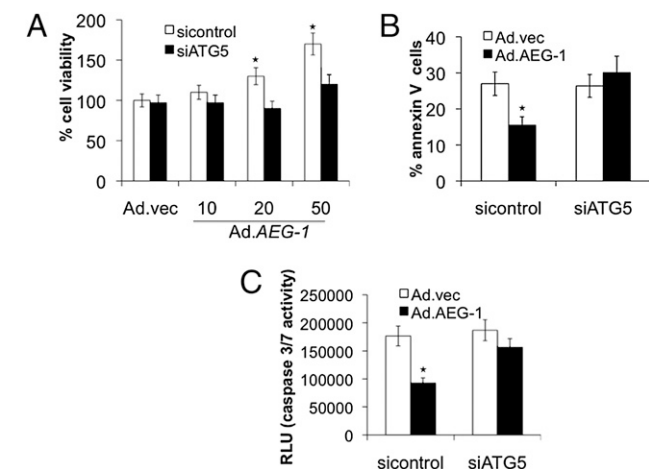 A
% cell viability
200
150
100
50
0
sicontrol
siATG5
★
★
Ad.vec 10 20 50
Ad.AEG-1
B
% annexin V cells
40
30
20
10
0
Ad.vec
Ad.AEG-1
★
sicontrol siATG5
C
RLU (caspase 3/7 activity)
250000
200000
150000
100000
50000
0
Ad.vec
Ad.AEG-1
★
sicontrol siATG5